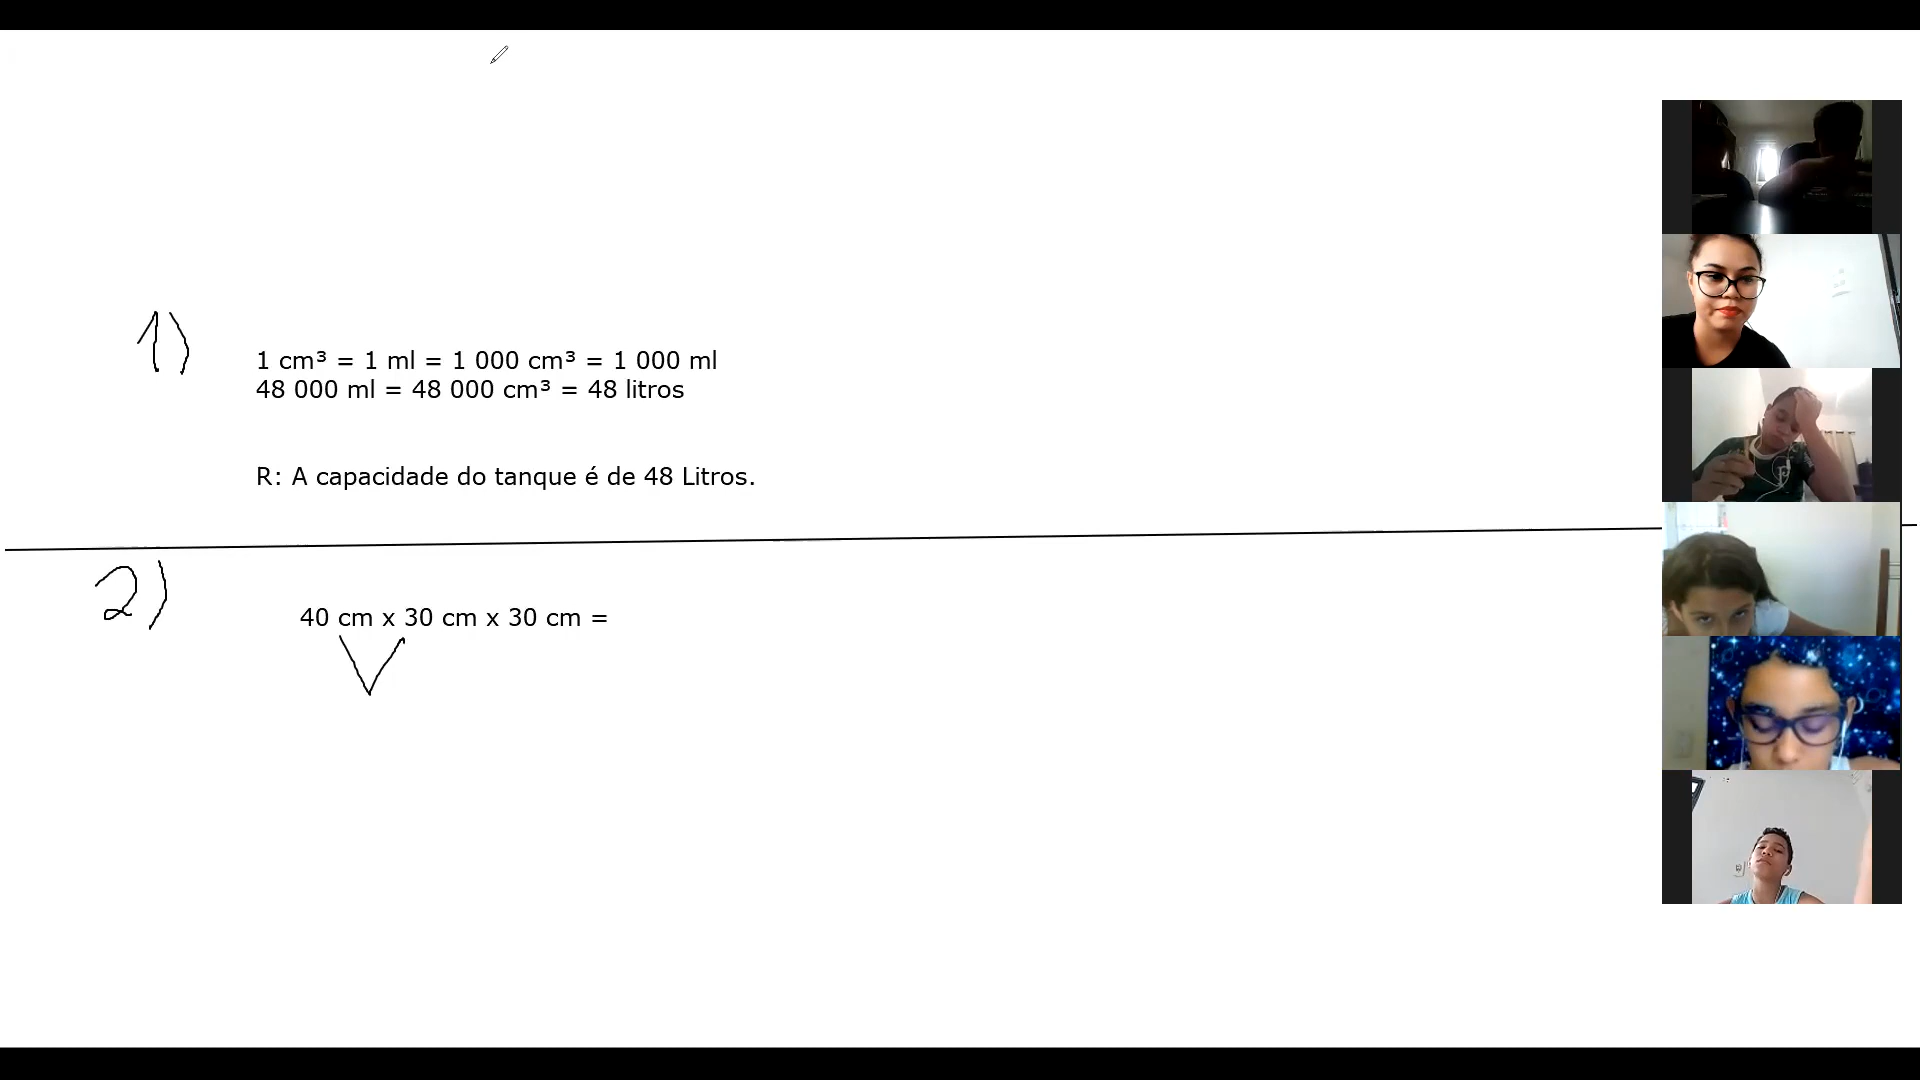 1)
1 cm³ = 1 ml = 1 000 cm³ = 1 000 ml
48 000 ml = 48 000 cm³ = 48 litros
R: A capacidade do tanque é de 48 Litros.
2)
40 cm x 30 cm x 30 cm =